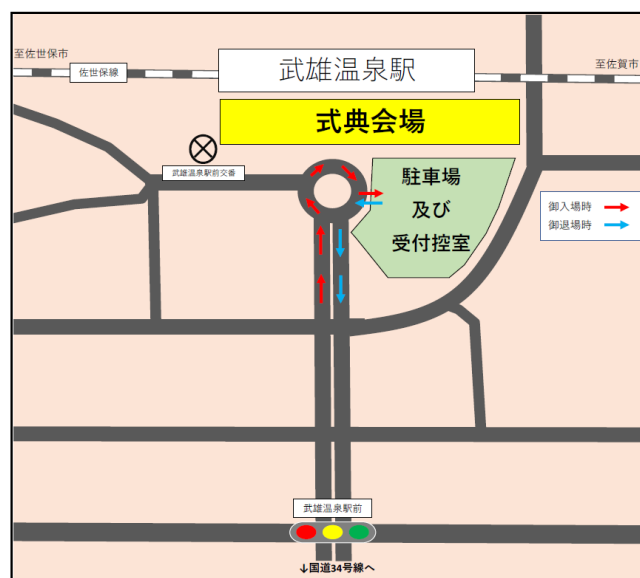 至佐世保市
佐世保線
武雄温泉駅
至佐賀市
式典会場
武雄温泉駅前交番
駐車場
及び
受付控室
御入場時
御退場時
武雄温泉駅前
↓国道34号線へ